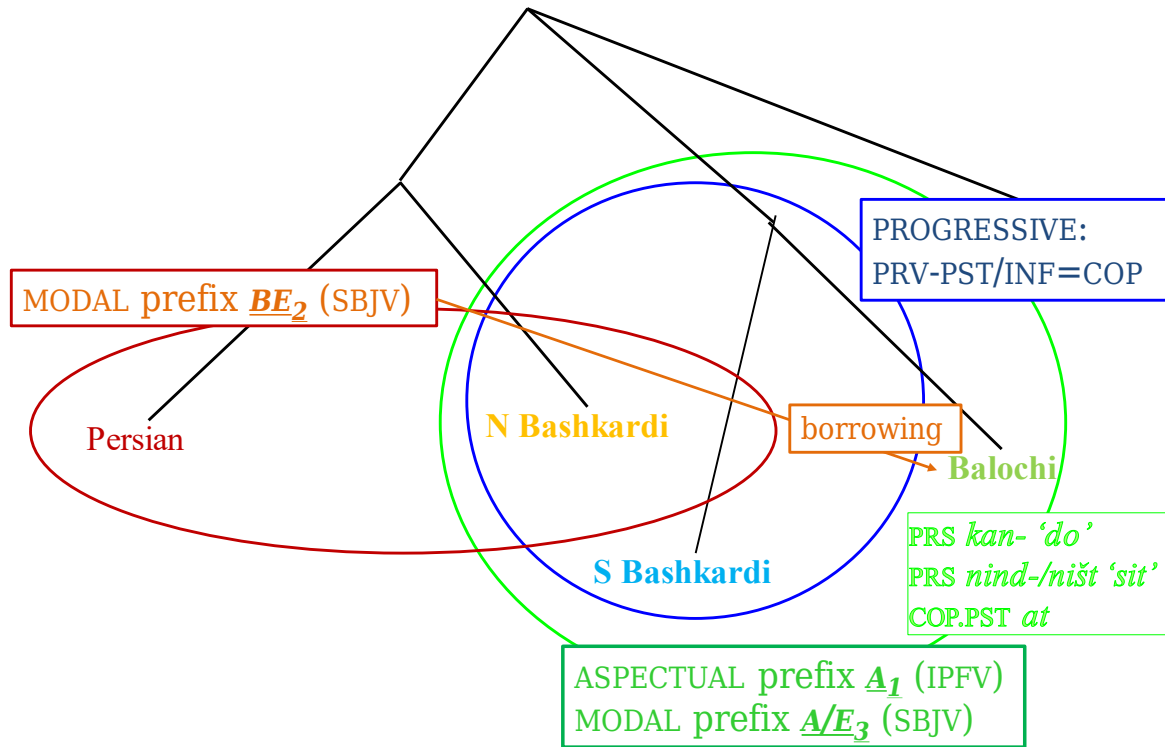 PROGRESSIVE:
PRV-PST/INF=COP
MODAL prefix BE₂ (SBJV)
Persian
N Bashkardi
borrowing
Balochi
S Bashkardi
PRS kan- ‘do’
PRS nind-/ništ ‘sit’
COP.PST at
ASPECTUAL prefix A₁ (IPFV)
MODAL prefix A/E₃ (SBJV)